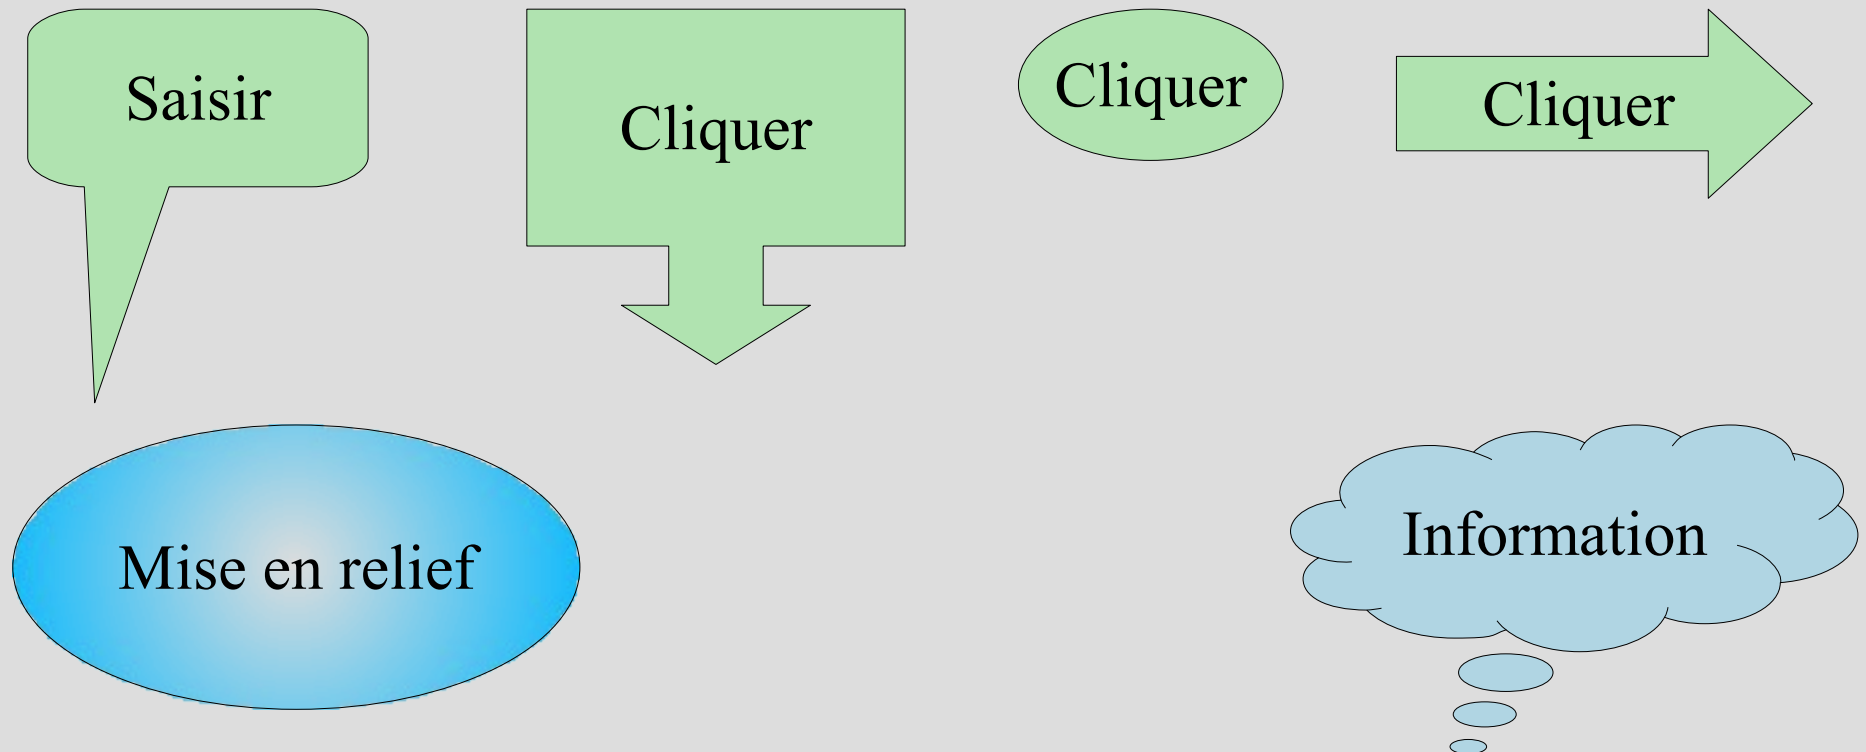 Saisir
Cliquer
Cliquer
Cliquer
Mise en relief
Information